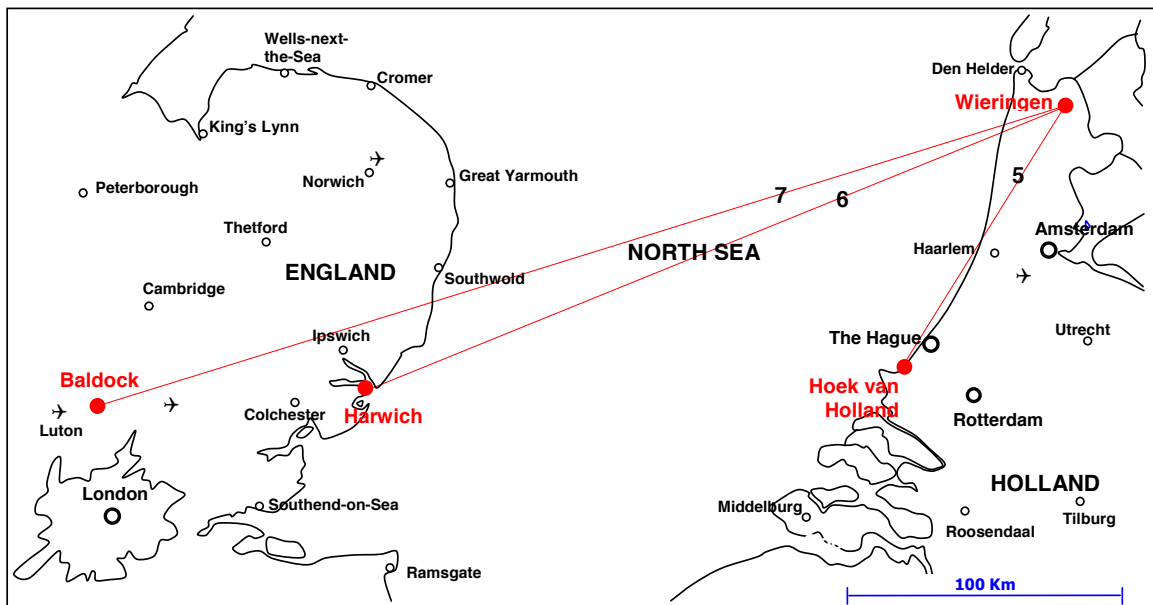 Wells-next-
the-Sea
Cromer
Den Helder
Wieringen
King's Lynn
Norwich
Great Yarmouth
5
Peterborough
7
6
Thetford
Amsterdam
Haarlem
NORTH SEA
ENGLAND
Southwold
Cambridge
Utrecht
Ipswich
The Hague
Baldock
Hoek van
Holland
Harwich
Colchester
Luton
Rotterdam
London
HOLLAND
Southend-on-Sea
Middelburg
Tilburg
Roosendaal
Ramsgate
100 Km